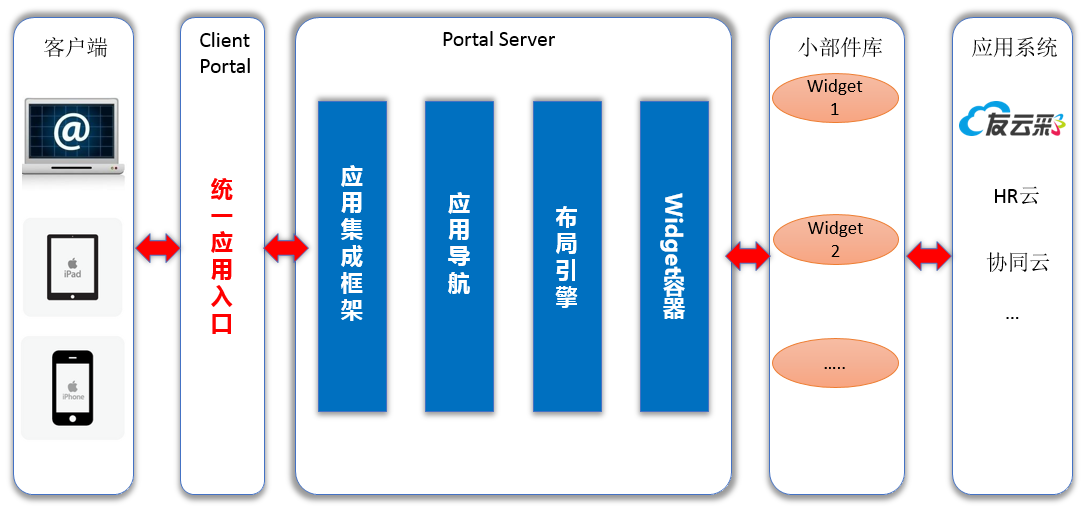 客户端
@
iPad
iPhone
Client
Portal
统一应用入口
Portal Server
应用集成框架
应用导航
布局引擎
Widget容器
小部件库
Widget
1
Widget
2
.....
应用系统
友云彩
HR云
协同云
...